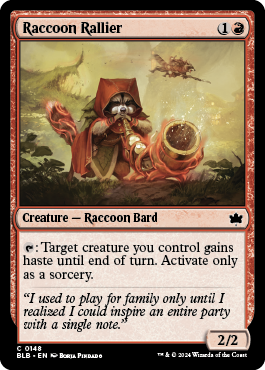 Raccoon Rallier 1
Creature — Raccoon Bard
: Target creature you control gains
haste until end of turn. Activate only
as a sorcery.
“I used to play for family only until I
realized I could inspire an entire party
with a single note.”
2/2
C 0148
BLB • EN Borja Pindado
™ & © 2024 Wizards of the Coast